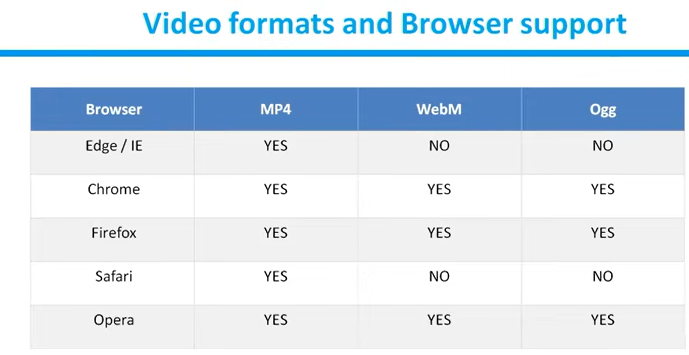 Video formats and Browser support
Browser MP4 WebM Ogg
Edge / IE YES NO NO
Chrome YES YES YES
Firefox YES YES YES
Safari YES NO NO
Opera YES YES YES